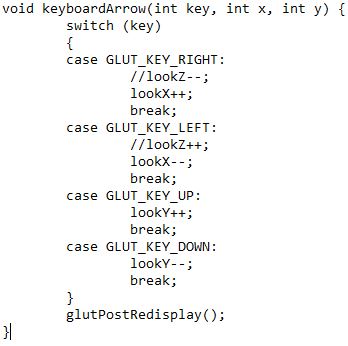 void keyboardArrow(int key, int x, int y) {
        switch (key)
        {
        case GLUT_KEY_RIGHT:
                //lookZ--;
                lookX++;
                break;
        case GLUT_KEY_LEFT:
                //lookZ++;
                lookX--;
                break;
        case GLUT_KEY_UP:
                lookY++;
                break;
        case GLUT_KEY_DOWN:
                lookY--;
                break;
        }
        glutPostRedisplay();
}